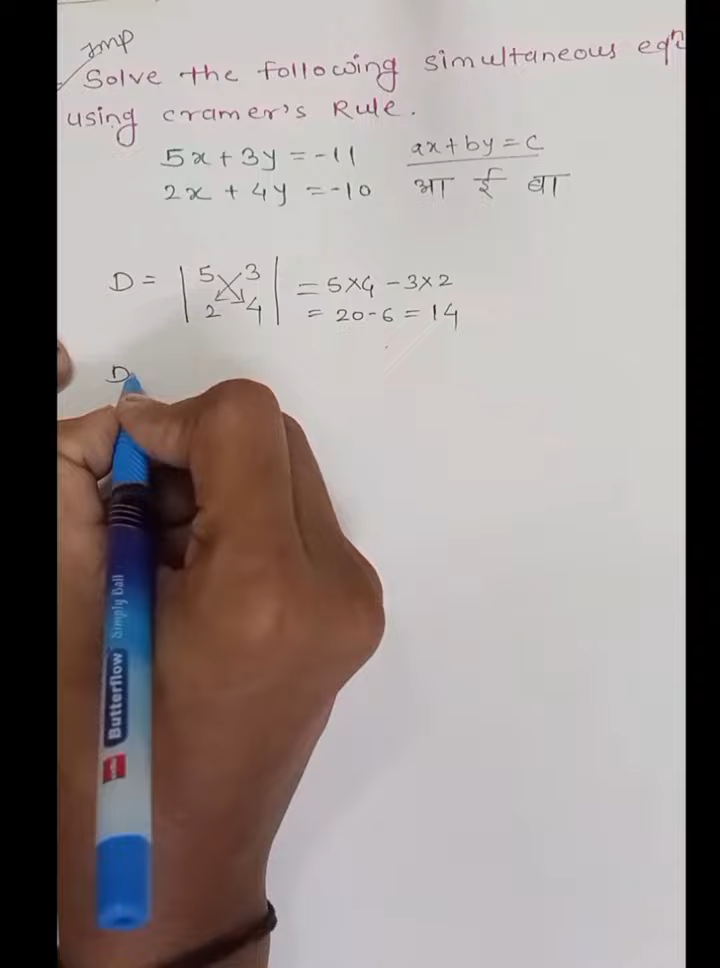 Imp
Solve the following simultaneous eqn
using cramer's Rule.
5x + 3y = -11
2x + 4y = -10
ax + by = c
आ ई बा
D = | 5 3 | = 5×4 - 3×2
2 4 = 20-6 = 14
D
Butterflow Simply Ball